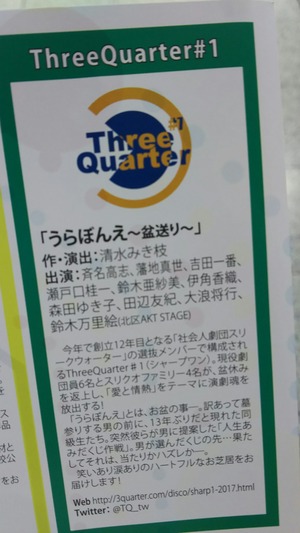 ThreeQuarter#1
#1
Three
Quarter
「うらぼんえ〜盆送り〜」
作・演出：清水みき枝
出演：斉名高志、藩地真世、吉田一番、
瀬戸口桂一、鈴木亜紗美、伊角香織、
森田ゆき子、田辺友紀、大浪将行、
鈴木万里絵(北区AKT STAGE)
今年で創立12年目となる「社会人劇団スリ
ークウォーター」の選抜メンバーで構成され
るThreeQuarter#1(シャープワン)。現役劇
団員6名とスリクオファミリー4名が、盆休み
を返上し、「愛と情熱」をテーマに演劇魂を
放出する!
「うらぼんえ」とは、お盆の事―。訳あって墓
参りする男の前に、13年ぶりだと現れた同
級生たち。突然彼らが男に提案した「人生あ
みだくじ作戦」。男が選んだくじの先…果た
してそれは、当たりかハズレか―。
笑いあり涙ありのハートフルなお芝居をお
届けします!
Web http://3quarter.com/disco/sharp1-2017.html
Twitter：@TQ_tw